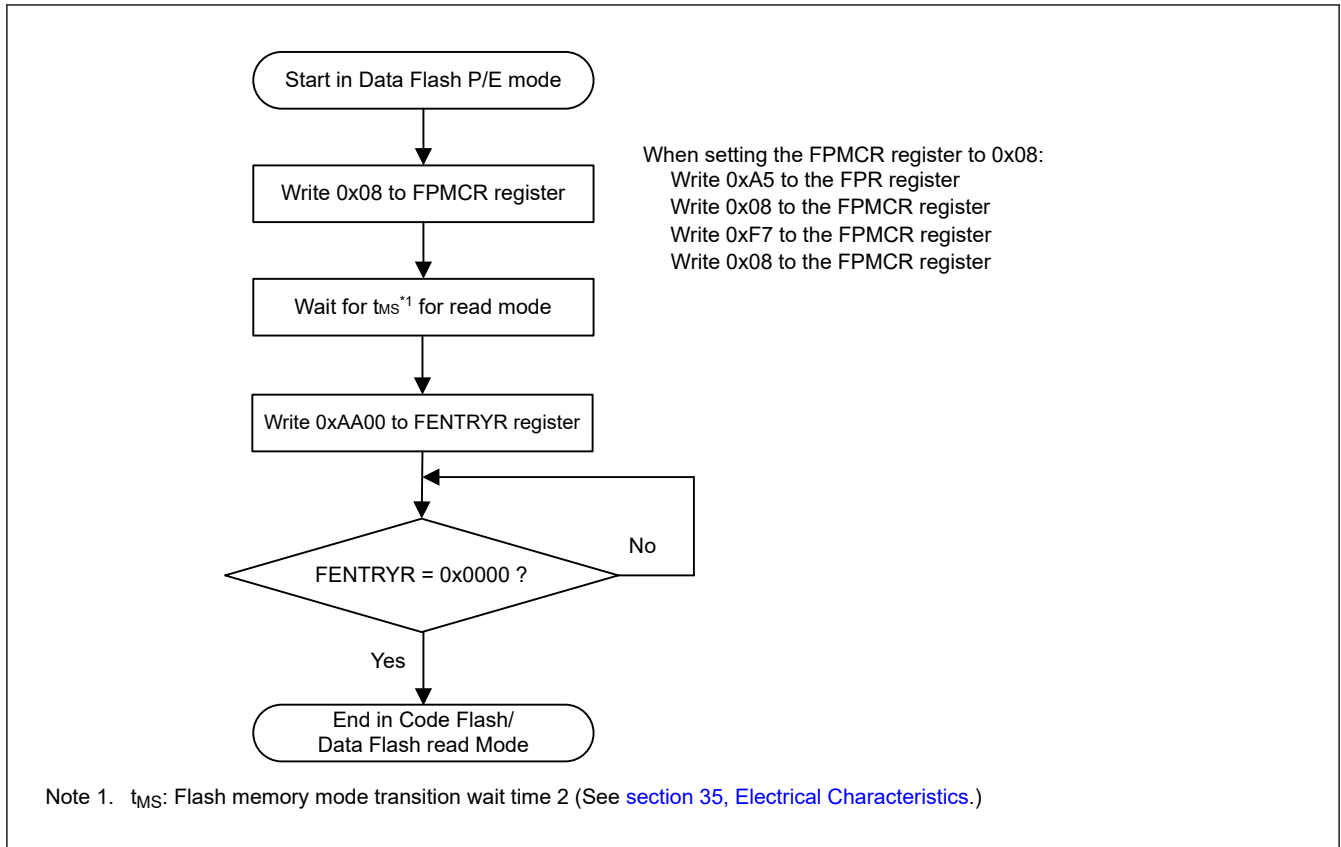 Start in Data Flash P/E mode
Write 0x08 to FPMCR register
When setting the FPMCR register to 0x08:
Write 0xA5 to the FPR register
Write 0x08 to the FPMCR register
Write 0xF7 to the FPMCR register
Write 0x08 to the FPMCR register
Wait for tMS*1 for read mode
Write 0xAA00 to FENTRYR register
No
FENTRYR = 0x0000 ?
Yes
End in Code Flash/
Data Flash read Mode
Note 1. tMS: Flash memory mode transition wait time 2 (See section 35, Electrical Characteristics.)